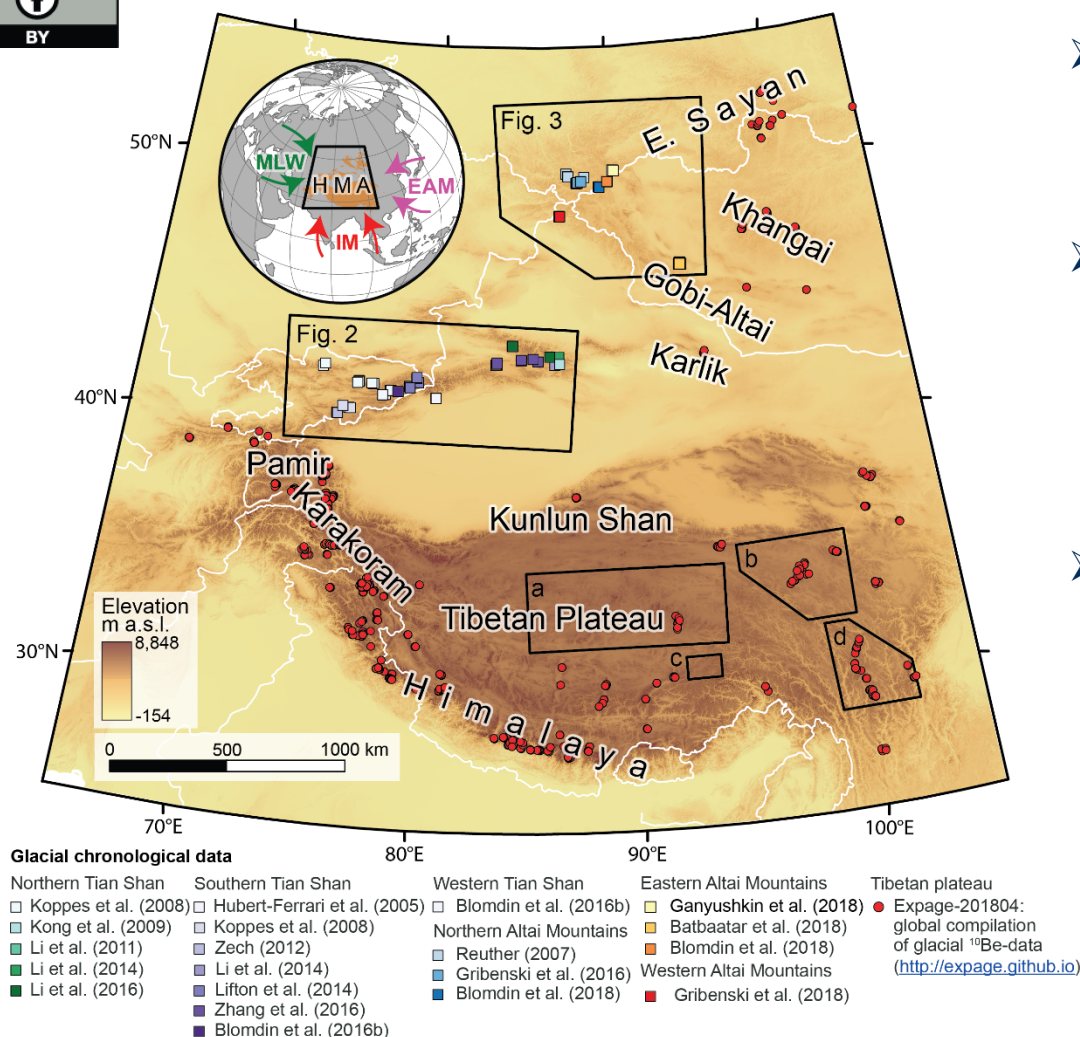 BY
50°N
40°N
30°N
70°E
80°E
90°E
100°E
MLW
HMA
EAM
IM
Fig. 3
E. Sayan
Khangai
Gobi-Altai
Karlik
Fig. 2
Pamir
Karakoram
Kunlun Shan
Tibetan Plateau
Himalaya
a
b
c
d
Elevation
m a.s.l.
8,848
-154
0 500 1000 km
Glacial chronological data
Northern Tian Shan
Koppes et al. (2008)
Kong et al. (2009)
Li et al. (2011)
Li et al. (2014)
Li et al. (2016)
Southern Tian Shan
Hubert-Ferrari et al. (2005)
Koppes et al. (2008)
Zech (2012)
Li et al. (2014)
Lifton et al. (2014)
Zhang et al. (2016)
Blomdin et al. (2016b)
Western Tian Shan
Blomdin et al. (2016b)
Northern Altai Mountains
Reuther (2007)
Gribenski et al. (2016)
Blomdin et al. (2018)
Eastern Altai Mountains
Ganyushkin et al. (2018)
Batbaatar et al. (2018)
Blomdin et al. (2018)
Western Altai Mountains
Gribenski et al. (2018)
Tibetan plateau
Expage-201804:
global compilation
of glacial ¹⁰Be-data
(http://expage.github.io)